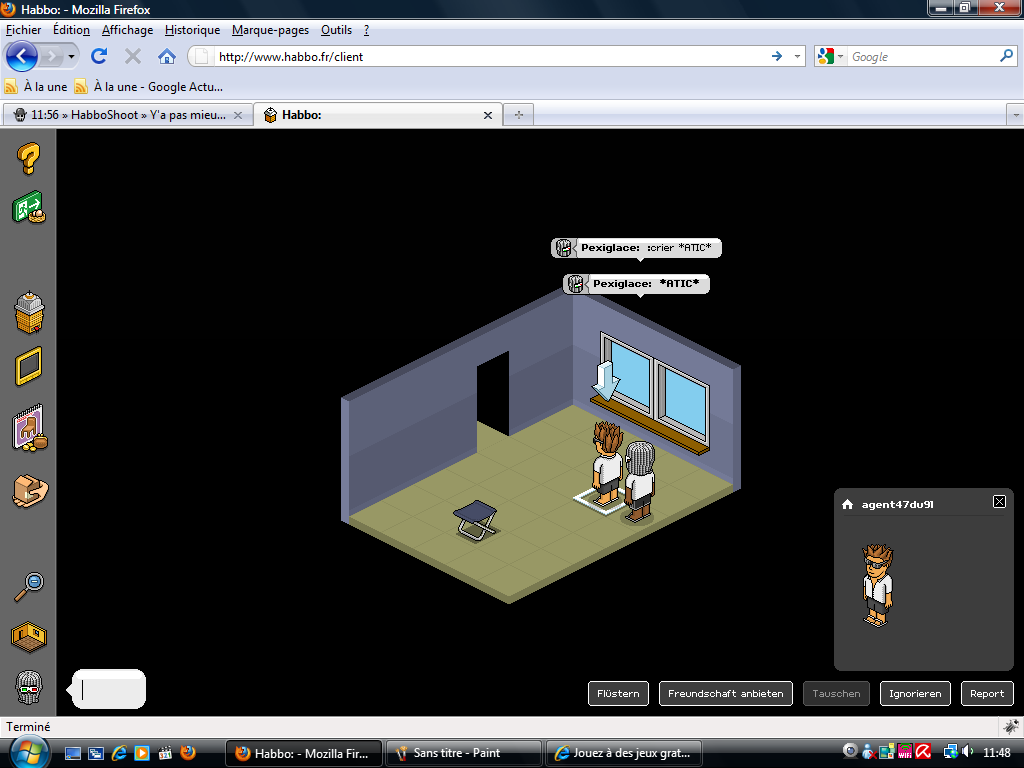 Habbo: - Mozilla Firefox
Fichier Édition Affichage Historique Marque-pages Outils ?
http://www.habbo.fr/client
Google
À la une À la une - Google Actu...
11:56 » HabboShoot » Y'a pas mieu... Habbo:
Pexiglace: :crier *ATIC*
Pexiglace: *ATIC*
agent47du91
Flüstern Freundschaft anbieten Tauschen Ignorieren Report
Terminé
Habbo: - Mozilla Fir... Sans titre - Paint Jouez à des jeux grat... WiFi 11:48